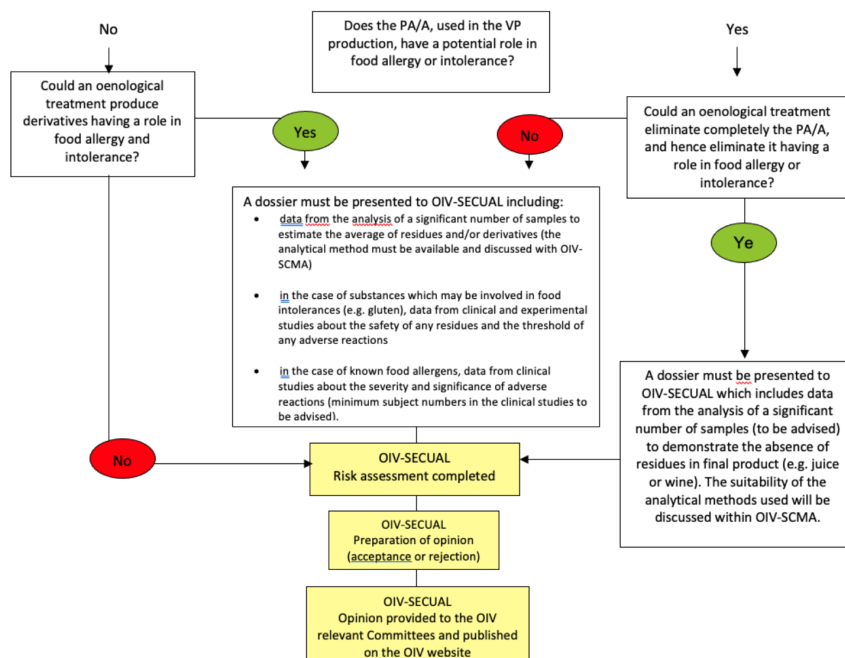 Does the PA/A, used in the VP
production, have a potential role in
food allergy or intolerance?
No
Yes
Could an oenological
treatment produce
derivatives having a role in
food allergy and
intolerance?
Yes
No
Could an oenological treatment
eliminate completely the PA/A,
and hence eliminate it having a
role in food allergy or
intolerance?
A dossier must be presented to OIV-SECUAL including:
• data from the analysis of a significant number of samples to
estimate the average of residues and/or derivatives (the
analytical method must be available and discussed with OIV-
SCMA)
• in the case of substances which may be involved in food
intolerances (e.g. gluten), data from clinical and experimental
studies about the safety of any residues and the threshold of
any adverse reactions
• in the case of known food allergens, data from clinical
studies about the severity and significance of adverse
reactions (minimum subject numbers in the clinical studies to
be advised).
Ye
A dossier must be presented to
OIV-SECUAL which includes data
from the analysis of a significant
number of samples (to be advised)
to demonstrate the absence of
residues in final product (e.g. juice
or wine). The suitability of the
analytical methods used will be
discussed within OIV-SCMA.
No
OIV-SECUAL
Risk assessment completed
OIV-SECUAL
Preparation of opinion
(acceptance or rejection)
OIV-SECUAL
Opinion provided to the OIV
relevant Committees and published
on the OIV website